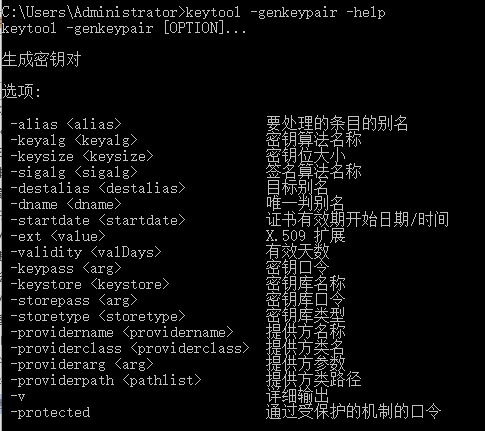 C:\Users\Administrator>keytool -genkeypair -help
keytool -genkeypair [OPTION]...
生成密钥对
选项:
-alias <alias> 要处理的条目的别名
-keyalg <keyalg> 密钥算法名称
-keysize <keysize> 密钥位大小
-sigalg <sigalg> 签名算法名称
-destalias <destalias> 目标别名
-dname <dname> 唯一判别名
-startdate <startdate> 证书有效期开始日期/时间
-ext <value> X.509 扩展
-validity <valDays> 有效天数
-keypass <arg> 密钥口令
-keystore <keystore> 密钥库名称
-storepass <arg> 密钥库口令
-storetype <storetype> 密钥库类型
-providername <providername> 提供方名称
-providerclass <providerclass> 提供方类名
-providerarg <arg> 提供方参数
-providerpath <pathlist> 提供方类路径
-v 详细输出
-protected 通过受保护的机制的口令